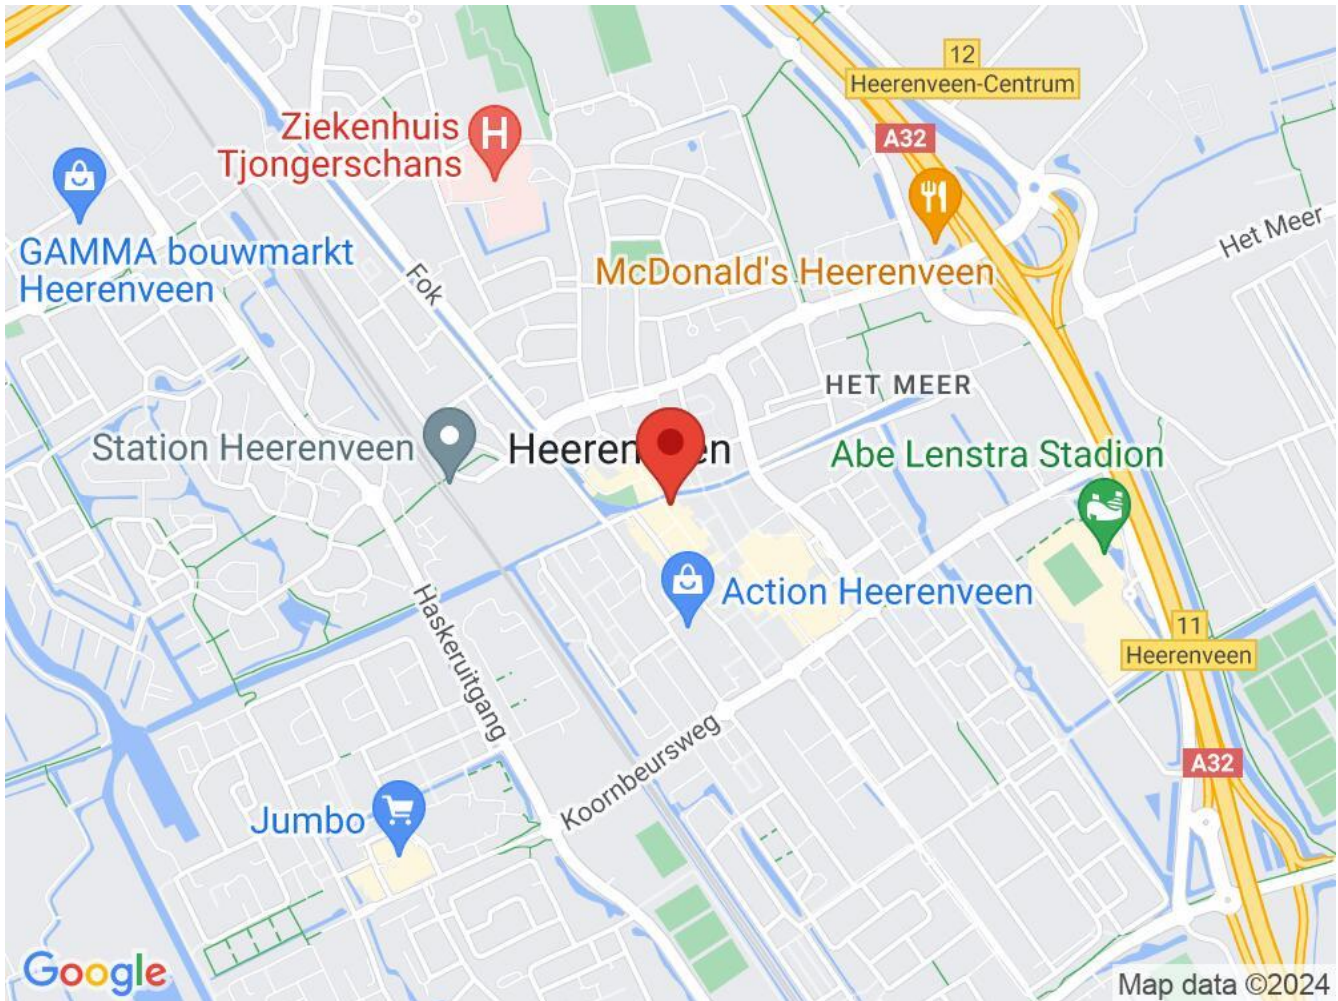 12
Heerenveen-Centrum
A32
Ziekenhuis
Tjongerschans
H
GAMMA bouwmarkt
Heerenveen
Fok
McDonald's Heerenveen
Het Meer
HET MEER
Station Heerenveen
Abe Lenstra Stadion
Action Heerenveen
Haskeruitgang
11
Heerenveen
Koornbeursweg
A32
Jumbo
Google
Map data ©2024